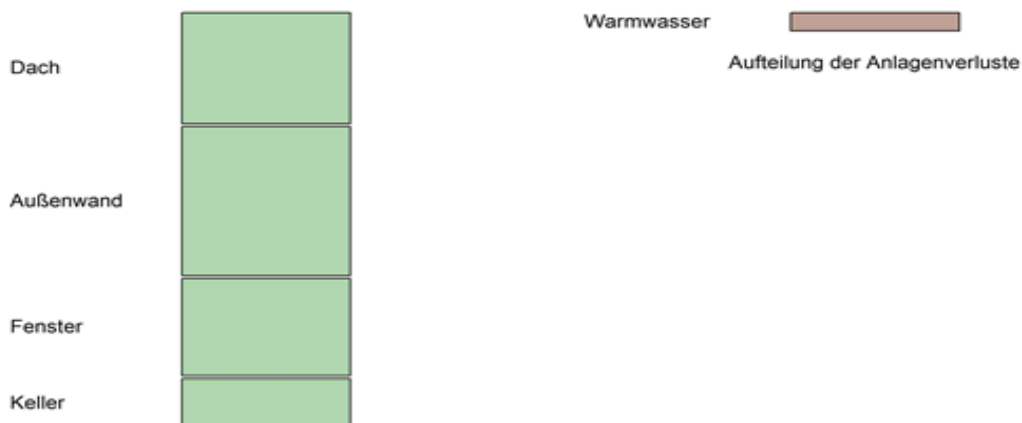 Warmwasser
Aufteilung der Anlagenverluste
Dach
Außenwand
Fenster
Keller